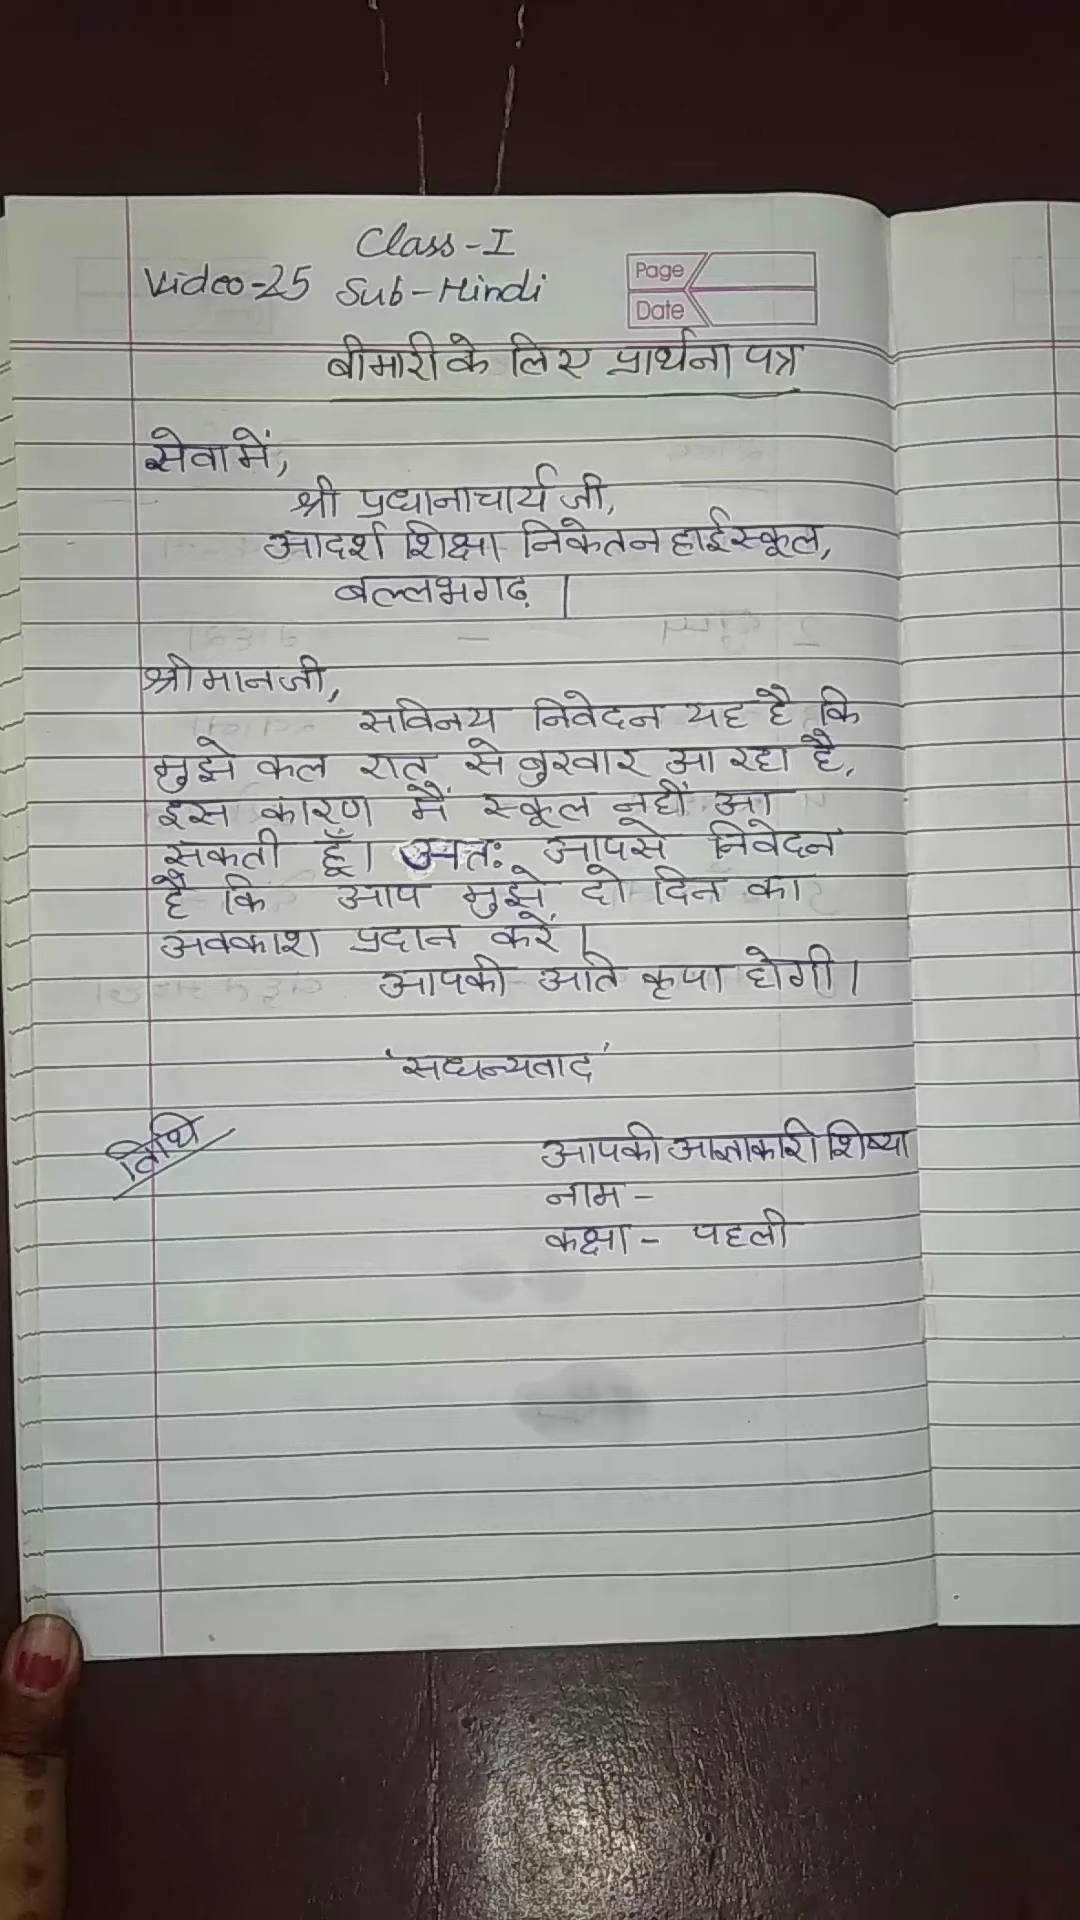 Class-I
Video-25 Sub-Hindi
Page
Date
बीमारी के लिए प्रार्थना पत्र
सेवा में,
श्री प्रधानाचार्य जी,
आदर्श शिक्षा निकेतन हाई स्कूल,
बल्लभगढ़ |
श्रीमान जी,
सविनय निवेदन यह है कि
मुझे कल रात से बुखार आ रहा है,
इस कारण मैं स्कूल नहीं आ
सकती हूँ। अतः आपसे निवेदन
है कि आप मुझे दो दिन का
अवकाश प्रदान करें |
आपकी अति कृपा होगी।
'सधन्यवाद'
तिथि
आपकी आज्ञाकारी शिष्या
नाम -
कक्षा - पहली